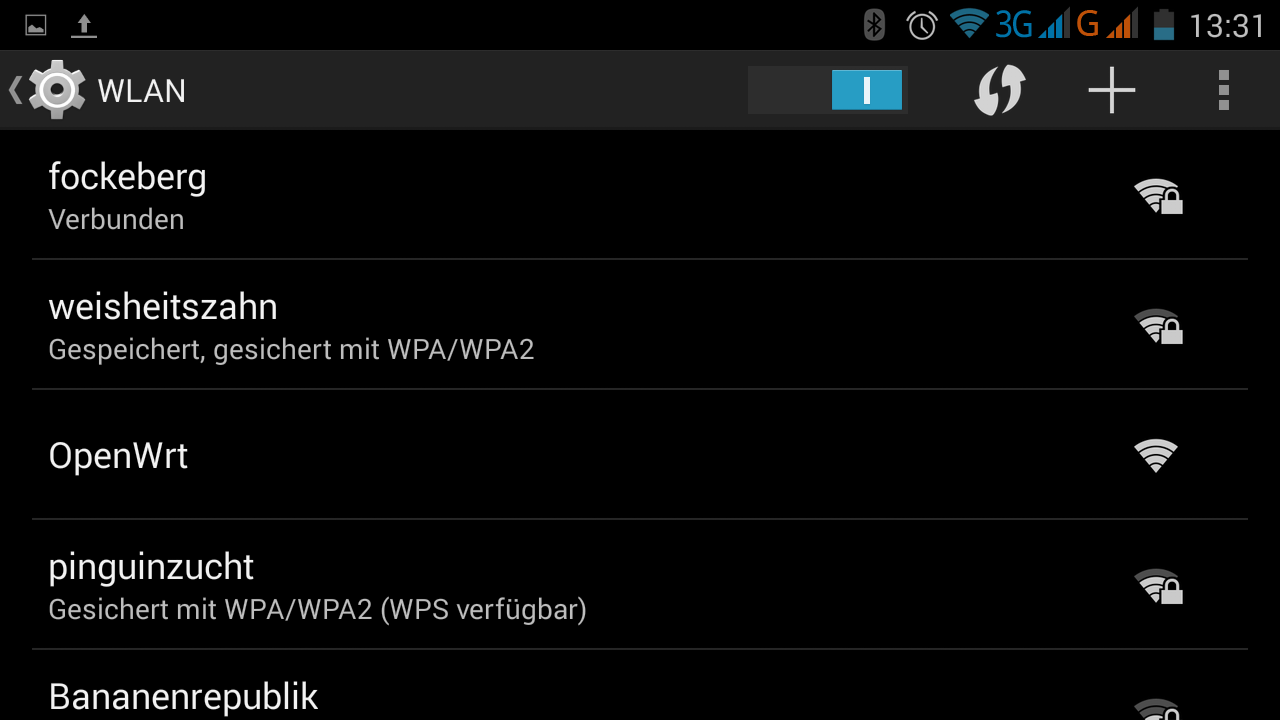 3G G 13:31
WLAN
fockeberg
Verbunden
weisheitszahn
Gespeichert, gesichert mit WPA/WPA2
OpenWrt
pinguinzucht
Gesichert mit WPA/WPA2 (WPS verfügbar)
Bananenrepublik